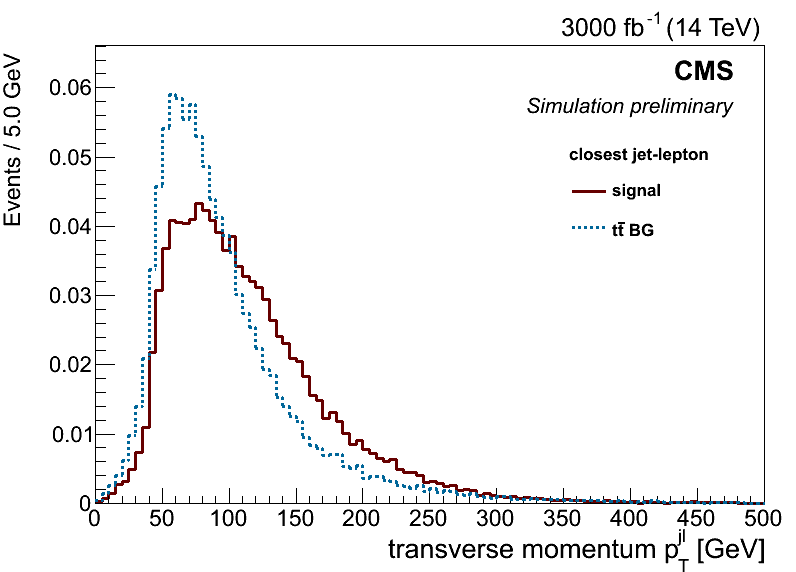 3000 fb⁻¹ (14 TeV)
CMS
Simulation preliminary
closest jet-lepton
signal
tt̄ BG
Events / 5.0 GeV
0.06
0.05
0.04
0.03
0.02
0.01
0
0 50 100 150 200 250 300 350 400 450 500
transverse momentum p_T^jl [GeV]